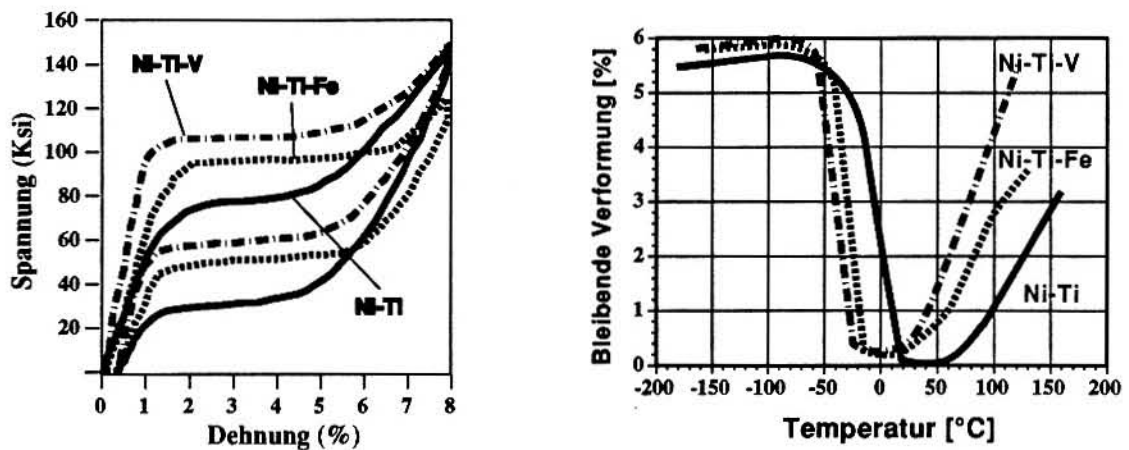 160
140
120
100
80
60
40
20
Spannung (Ksi)
Ni-Ti-V
Ni-Ti-Fe
Ni-Ti
0 1 2 3 4 5 6 7 8
Dehnung (%)
6
5
4
3
2
1
0
Bleibende Verformung [%]
Ni-Ti-V
Ni-Ti-Fe
Ni-Ti
-200 -150 -100 -50 0 50 100 150 200
Temperatur [°C]